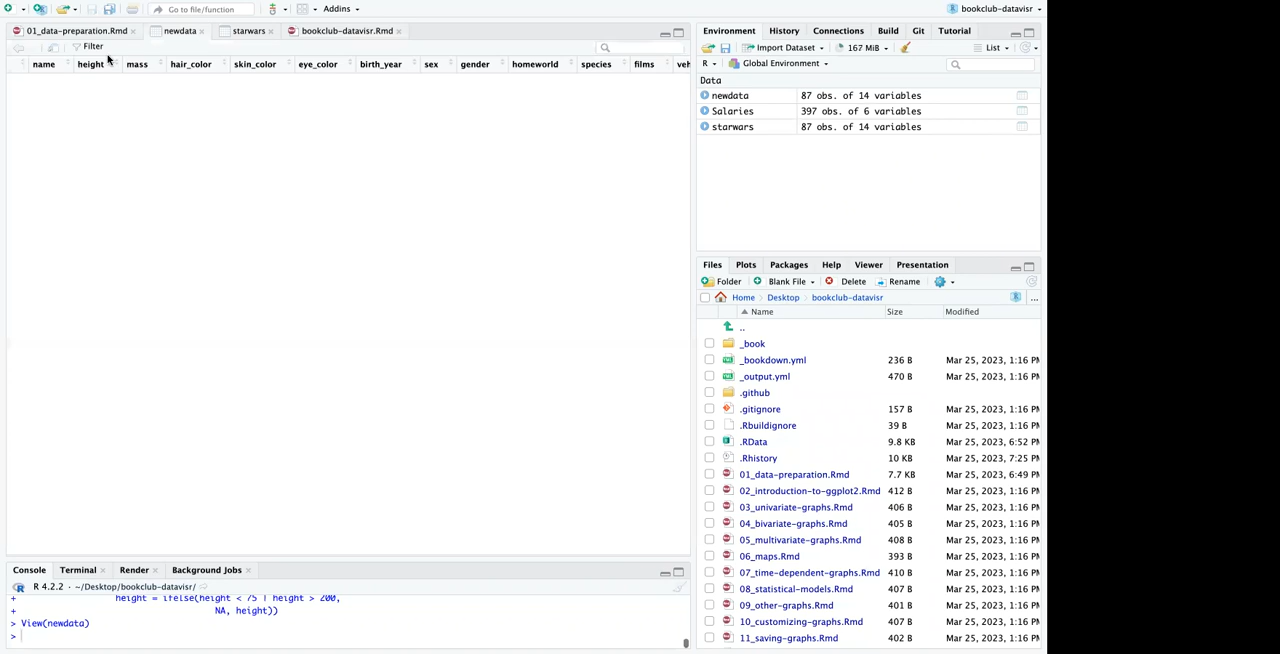 Go to file/function Addins bookclub-datavisr
01_data-preparation.Rmd newdata starwars bookclub-datavisr.Rmd
Filter
name height mass hair_color skin_color eye_color birth_year sex gender homeworld species films veh
Console Terminal Render Background Jobs
R 4.2.2 · ~/Desktop/bookclub-datavisr/
+ height = ifelse(height < 75 | height > 200,
+ NA, height))
> View(newdata)
>
Environment History Connections Build Git Tutorial
Import Dataset 167 MiB List
R Global Environment
Data
newdata 87 obs. of 14 variables
Salaries 397 obs. of 6 variables
starwars 87 obs. of 14 variables
Files Plots Packages Help Viewer Presentation
Folder Blank File Delete Rename
Home Desktop bookclub-datavisr ...
Name Size Modified
..
_book
_bookdown.yml 236 B Mar 25, 2023, 1:16 PM
_output.yml 470 B Mar 25, 2023, 1:16 PM
.github
.gitignore 157 B Mar 25, 2023, 1:16 PM
.Rbuildignore 39 B Mar 25, 2023, 1:16 PM
.RData 9.8 KB Mar 25, 2023, 6:52 PM
.Rhistory 10 KB Mar 25, 2023, 7:25 PM
01_data-preparation.Rmd 7.7 KB Mar 25, 2023, 6:49 PM
02_introduction-to-ggplot2.Rmd 412 B Mar 25, 2023, 1:16 PM
03_univariate-graphs.Rmd 406 B Mar 25, 2023, 1:16 PM
04_bivariate-graphs.Rmd 405 B Mar 25, 2023, 1:16 PM
05_multivariate-graphs.Rmd 408 B Mar 25, 2023, 1:16 PM
06_maps.Rmd 393 B Mar 25, 2023, 1:16 PM
07_time-dependent-graphs.Rmd 410 B Mar 25, 2023, 1:16 PM
08_statistical-models.Rmd 407 B Mar 25, 2023, 1:16 PM
09_other-graphs.Rmd 401 B Mar 25, 2023, 1:16 PM
10_customizing-graphs.Rmd 407 B Mar 25, 2023, 1:16 PM
11_saving-graphs.Rmd 402 B Mar 25, 2023, 1:16 PM